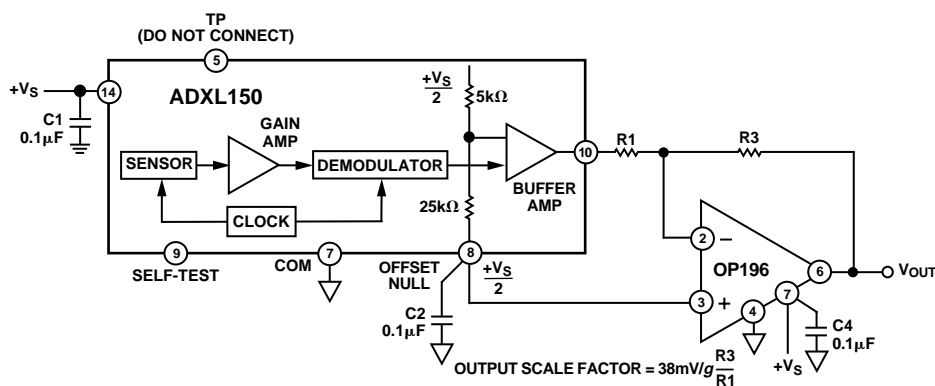 TP
(DO NOT CONNECT)
5
+VS
14
ADXL150
+VS
2
5kΩ
C1
0.1µF
GAIN
AMP
SENSOR
DEMODULATOR
BUFFER
AMP
10
R1
R3
CLOCK
25kΩ
2
−
OP196
6
VOUT
9
SELF-TEST
COM
7
OFFSET
NULL
8
+VS
2
3
+
4
7
C2
0.1µF
C4
0.1µF
+VS
OUTPUT SCALE FACTOR = 38mV/g R3
R1